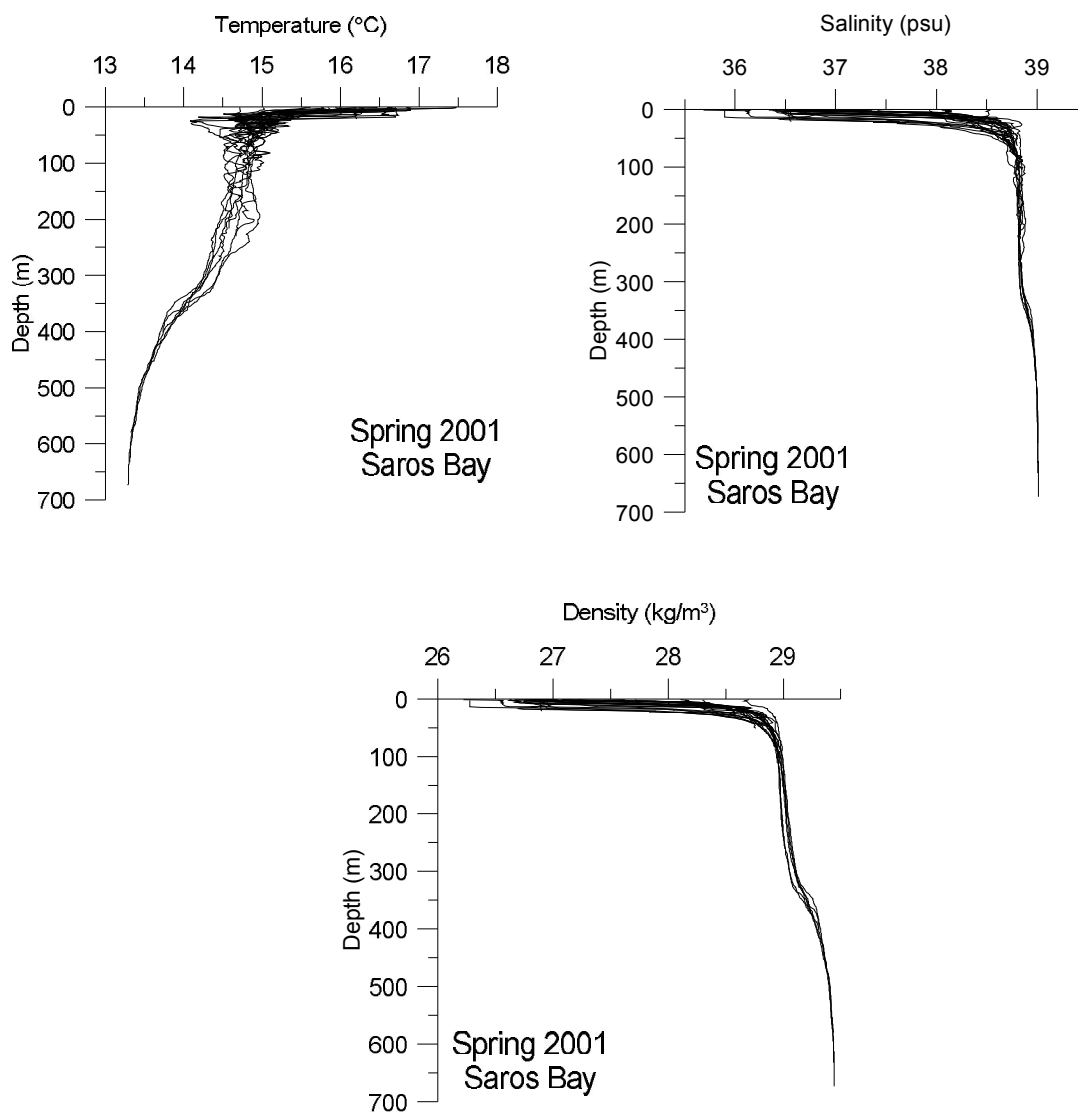 Temperature (°C)
13 14 15 16 17 18
0
100
200
300
400
500
600
700
Depth (m)
Spring 2001
Saros Bay
Salinity (psu)
36 37 38 39
0
100
200
300
400
500
600
700
Depth (m)
Spring 2001
Saros Bay
Density (kg/m³)
26 27 28 29
0
100
200
300
400
500
600
700
Depth (m)
Spring 2001
Saros Bay